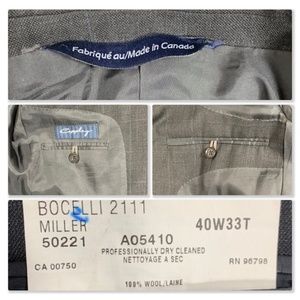 Fabriqué au/Made in Canada
Copley
BOCELLI 2111
MILLER
40W33T
50221
A05410
PROFESSIONALLY DRY CLEANED
NETTOYAGE A SEC
CA 00750
RN 96798
100% WOOL/LAINE